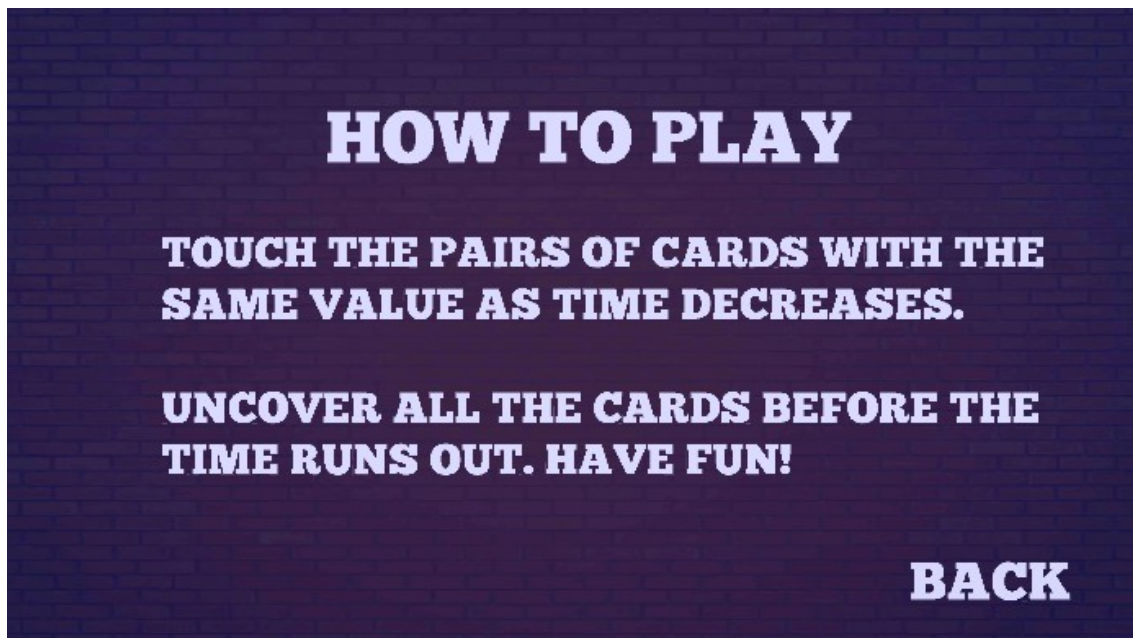 HOW TO PLAY
TOUCH THE PAIRS OF CARDS WITH THE
SAME VALUE AS TIME DECREASES.
UNCOVER ALL THE CARDS BEFORE THE
TIME RUNS OUT. HAVE FUN!
BACK